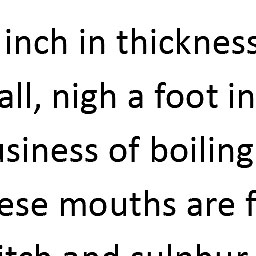 inch in thickness
all, nigh a foot in
usiness of boiling
ese mouths are f
itch and sulphur